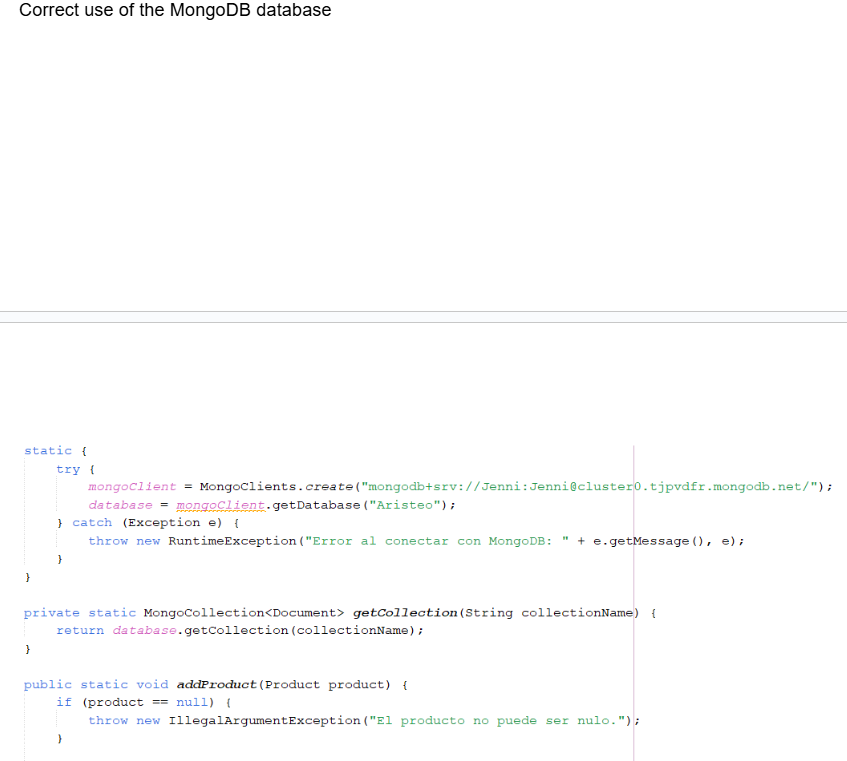 Correct use of the MongoDB database
static {
try {
mongoClient = MongoClients.create("mongodb+srv://Jenni:Jenni@cluster0.tjpvdfr.mongodb.net/");
database = mongoClient.getDatabase("Aristeo");
} catch (Exception e) {
throw new RuntimeException("Error al conectar con MongoDB: " + e.getMessage(), e);
}
}
private static MongoCollection<Document> getCollection(String collectionName) {
return database.getCollection(collectionName);
}
public static void addProduct(Product product) {
if (product == null) {
throw new IllegalArgumentException("El producto no puede ser nulo.");
}